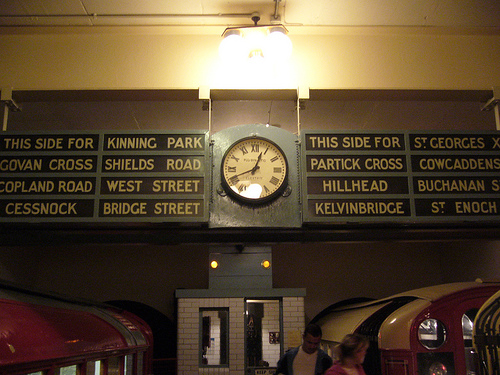 THIS SIDE FOR KINNING PARK
GOVAN CROSS SHIELDS ROAD
COPLAND ROAD WEST STREET
CESSNOCK BRIDGE STREET
XII
THIS SIDE FOR ST GEORGES X
PARTICK CROSS COWCADDENS
HILLHEAD BUCHANAN S
KELVINBRIDGE ST ENOCH